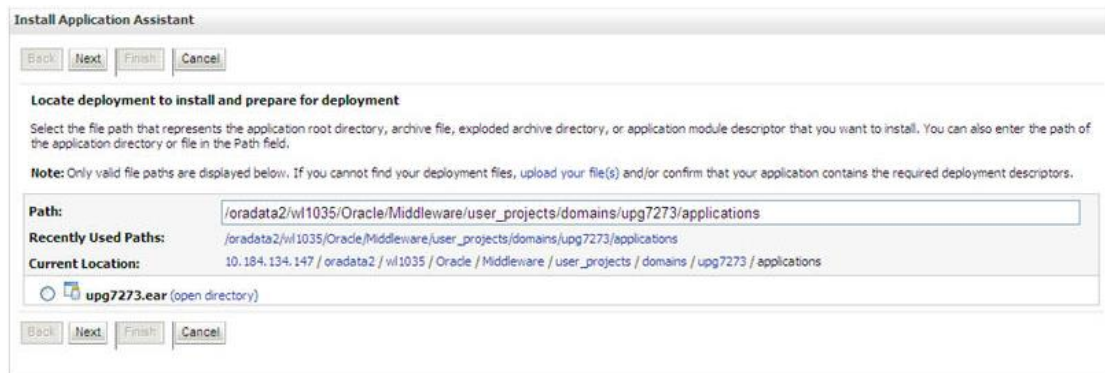 Install Application Assistant
Back Next Finish Cancel
Locate deployment to install and prepare for deployment
Select the file path that represents the application root directory, archive file, exploded archive directory, or application module descriptor that you want to install. You can also enter the path of
the application directory or file in the Path field.
Note: Only valid file paths are displayed below. If you cannot find your deployment files, upload your file(s) and/or confirm that your application contains the required deployment descriptors.
Path: /oradata2/wl1035/Oracle/Middleware/user_projects/domains/upg7273/applications
Recently Used Paths: /oradata2/wl1035/Oracle/Middleware/user_projects/domains/upg7273/applications
Current Location: 10.184.134.147 / oradata2 / wl1035 / Oracle / Middleware / user_projects / domains / upg7273 / applications
upg7273.ear (open directory)
Back Next Finish Cancel